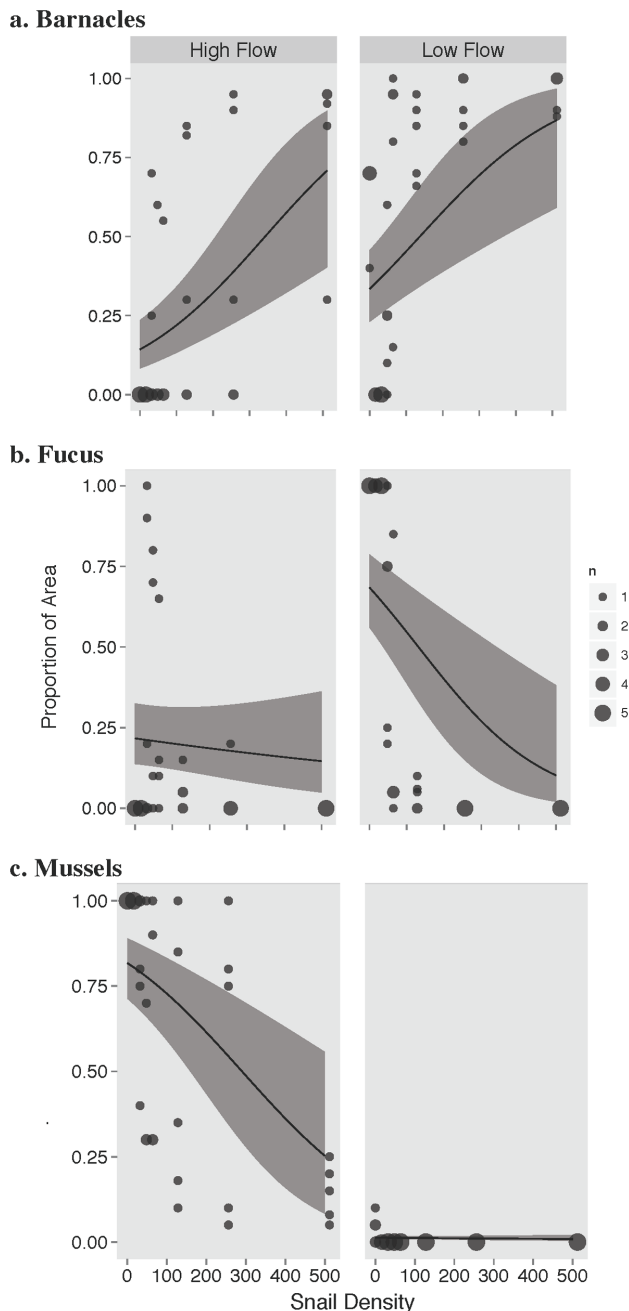 a. Barnacles
High Flow Low Flow
1.00
0.75
0.50
0.25
0.00
b. Fucus
1.00
0.75
0.50
0.25
0.00
Proportion of Area
n
1
2
3
4
5
c. Mussels
1.00
0.75
0.50
0.25
0.00
0 100 200 300 400 500 0 100 200 300 400 500
Snail Density